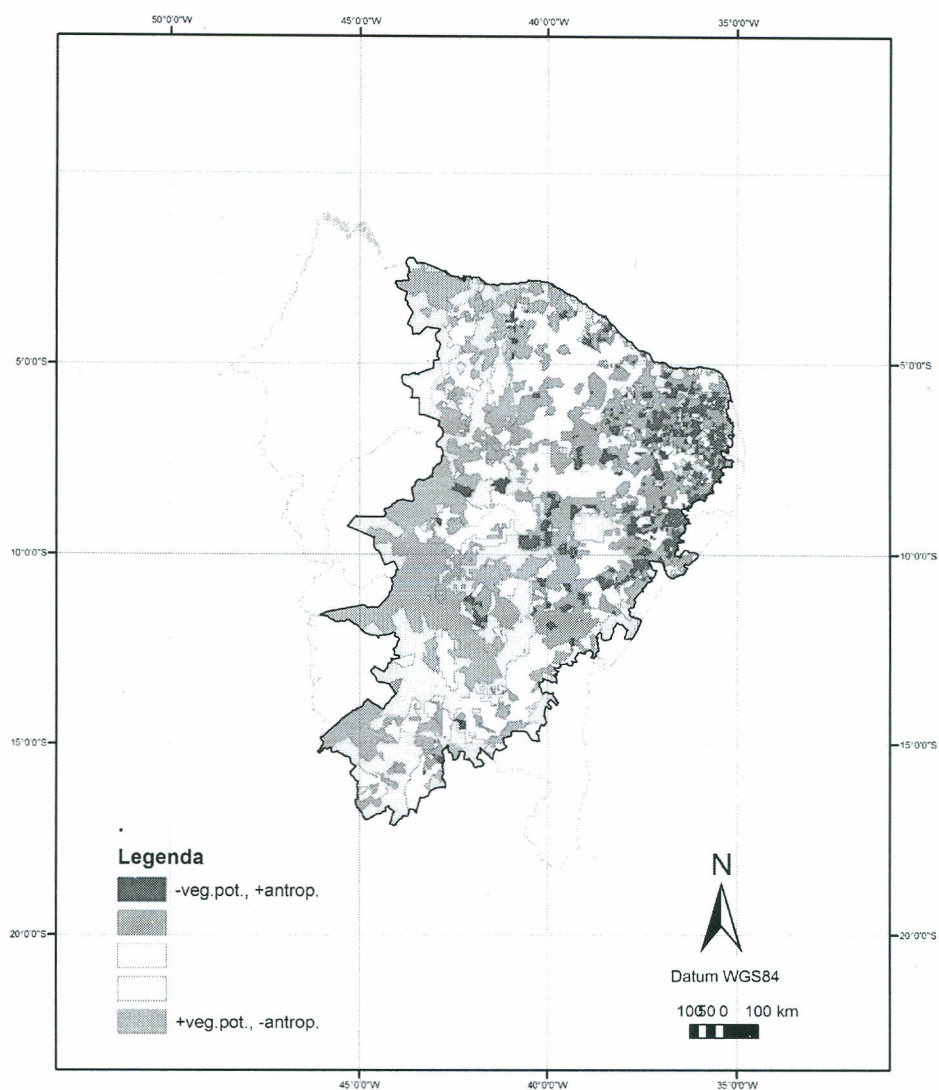 50°0'0"W 45°0'0"W 40°0'0"W 35°0'0"W
5°0'0"S 5°0'0"S
10°0'0"S 10°0'0"S
15°0'0"S 15°0'0"S
Legenda
-veg.pot., +antrop.
+veg.pot., -antrop.
N
20°0'0"S 20°0'0"S
Datum WGS84
10050 0 100 km
45°0'0"W 40°0'0"W 35°0'0"W